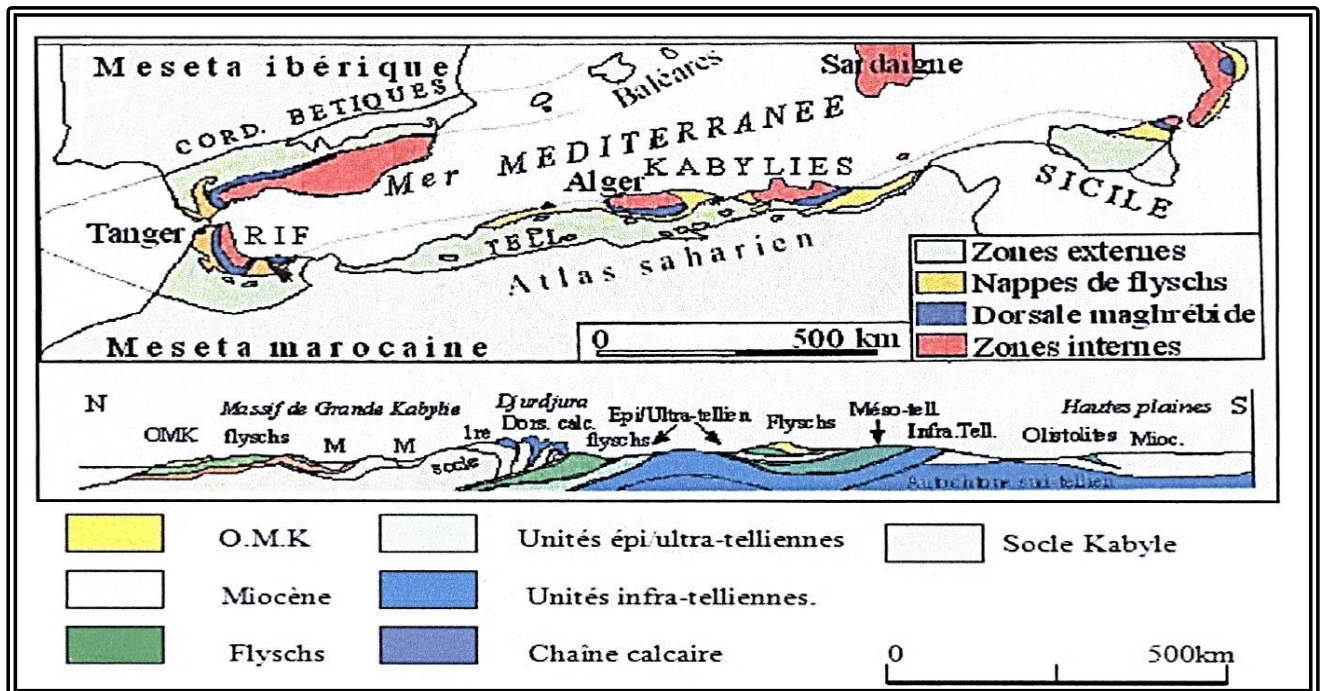 Meseta ibérique
CORD. BETIQUES
Baléares
Sardaigne
Mer MEDITERRANEE
Alger KABYLIES
SICILE
Tanger
RIF
TELL
Atlas saharien
Meseta marocaine
0 500 km
Zones externes
Nappes de flyschs
Dorsale maghrébide
Zones internes
N
Massif de Grande Kabylie
Djurdjura
Hautes plaines S
OMK
flyschs
M M
1re
socle
Dors. calc.
flyschs
Epi/Ultra-tellien
Flyschs
Méso-tell.
Infra.Tell.
Olistolites
Mioc.
Autochtone
O.M.K
Unités épi/ultra-telliennes
Socle Kabyle
Miocène
Unités infra-telliennes.
Flyschs
Chaîne calcaire
0 500km